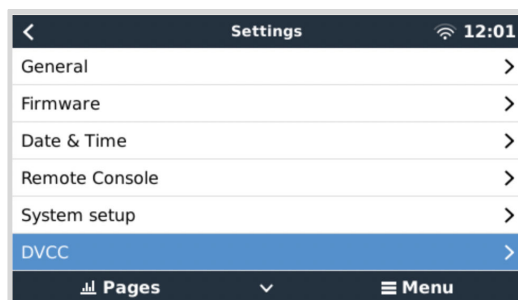 Settings 12:01
General
Firmware
Date & Time
Remote Console
System setup
DVCC
Pages Menu